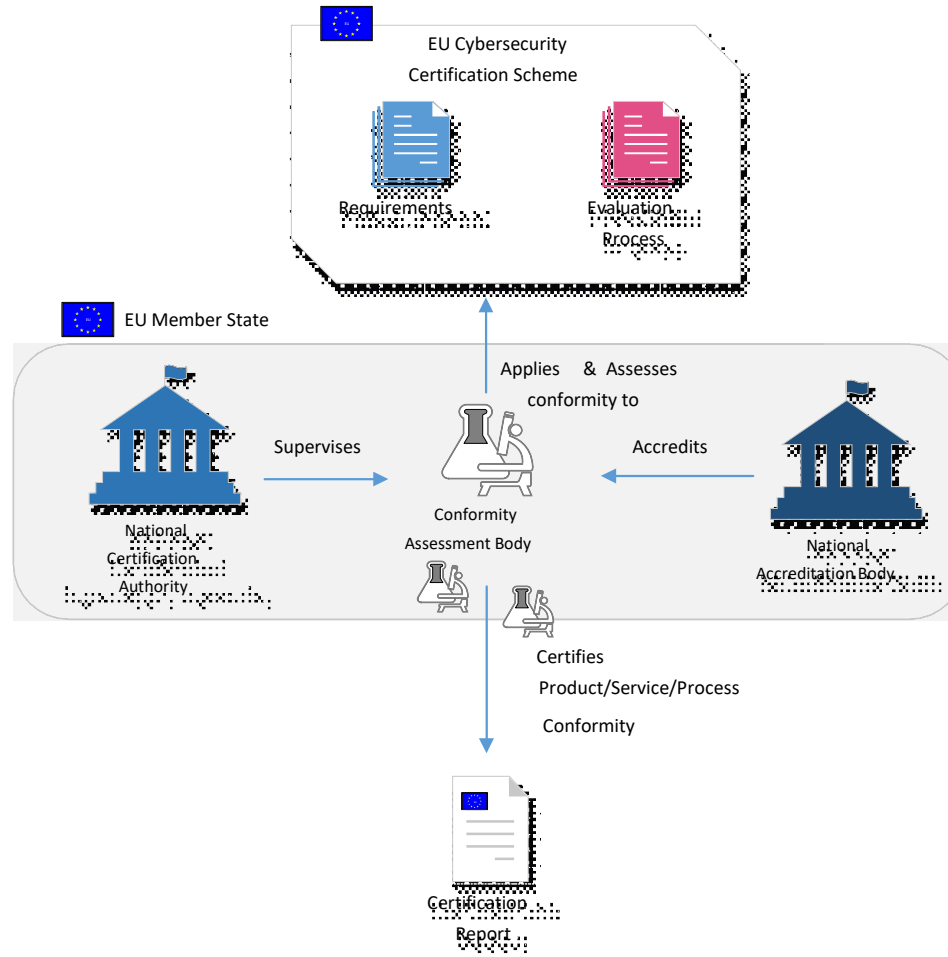 EU Cybersecurity
Certification Scheme
Requirements
Evaluation
Process
EU Member State
Applies & Assesses
conformity to
Supervises
Accredits
National
Certification
Authority
Conformity
Assessment Body
National
Accreditation Body
Certifies
Product/Service/Process
Conformity
Certification
Report